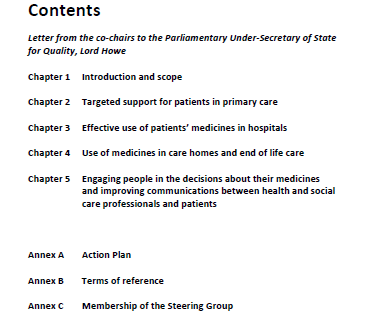 Contents
Letter from the co-chairs to the Parliamentary Under-Secretary of State
for Quality, Lord Howe
Chapter 1 Introduction and scope
Chapter 2 Targeted support for patients in primary care
Chapter 3 Effective use of patients' medicines in hospitals
Chapter 4 Use of medicines in care homes and end of life care
Chapter 5 Engaging people in the decisions about their medicines
and improving communications between health and social
care professionals and patients
Annex A Action Plan
Annex B Terms of reference
Annex C Membership of the Steering Group